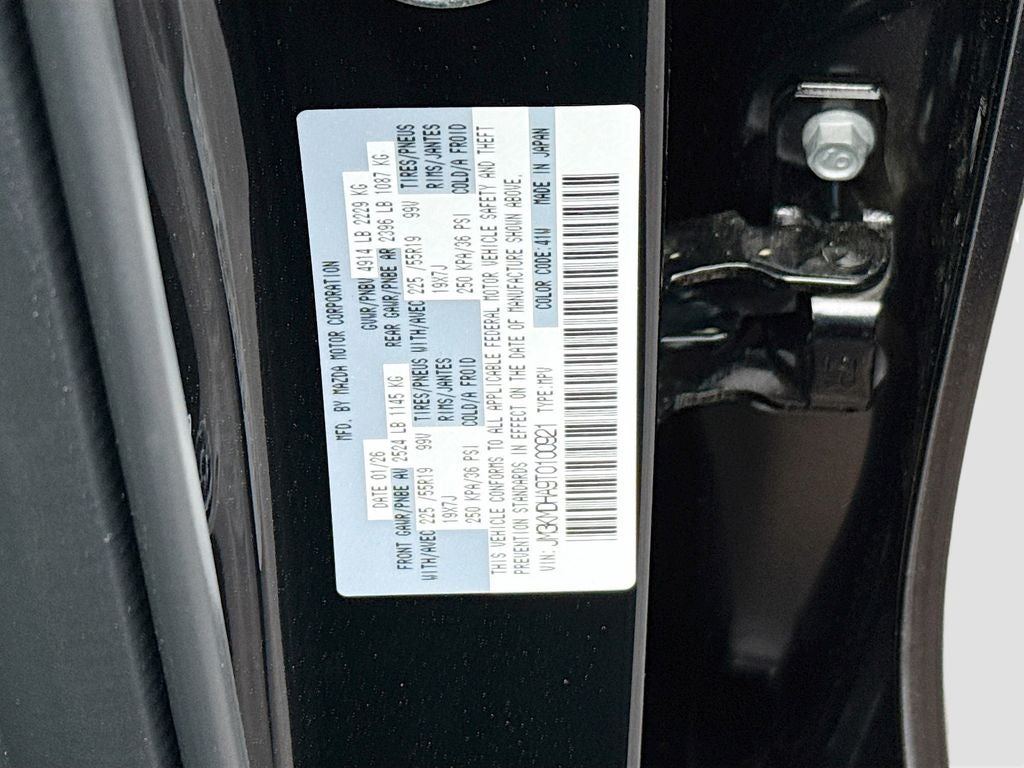 MFD. BY MAZDA MOTOR CORPORATION
DATE 01/26 GVWR/PNBV 4914 LB 2229 KG
FRONT GAWR/PNBE AV 2524 LB 1145 KG REAR GAWR/PNBE AR 2396 LB 1087 KG
WITH/AVEC 225 /55R19 99V TIRES/PNEUS WITH/AVEC 225 /55R19 99V TIRES/PNEUS
19X7J RIMS/JANTES 19X7J RIMS/JANTES
250 KPA/36 PSI COLD/A FROID 250 KPA/36 PSI COLD/A FROID
THIS VEHICLE CONFORMS TO ALL APPLICABLE FEDERAL MOTOR VEHICLE SAFETY AND THEFT
PREVENTION STANDARDS IN EFFECT ON THE DATE OF MANUFACTURE SHOWN ABOVE.
VIN: JM3KMDHA9T0100921 TYPE:MPV COLOR CODE:41W MADE IN JAPAN